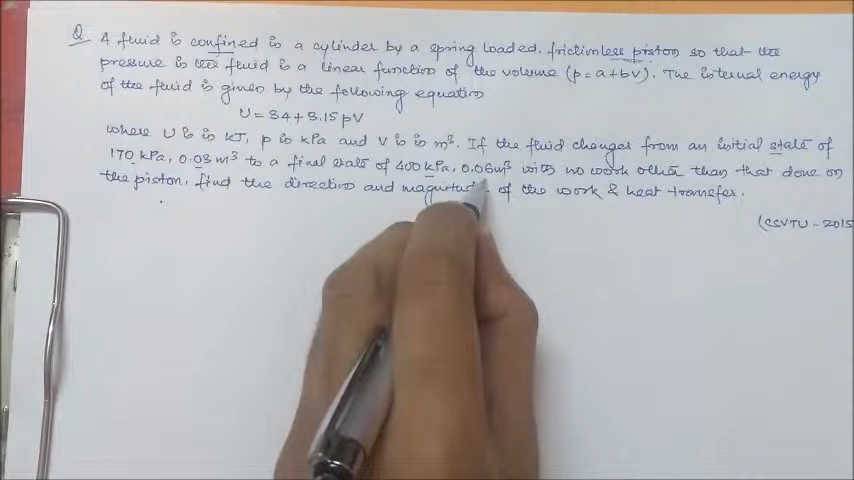 Q A fluid is confined is a cylinder by a spring loaded, frictionless piston so that the
pressure is the fluid is a linear function of the volume (p = a + bV). The internal energy
of the fluid is given by the following equation
U = 34 + 3.15 pV
where U is in kJ, p in kPa and V is in m³. If the fluid changes from an initial state of
170 kPa, 0.03 m³ to a final state of 400 kPa, 0.06 m³ with no work other than that done on
the piston, find the direction and magnitude of the work & heat transfer.
(CSVTU - 2015